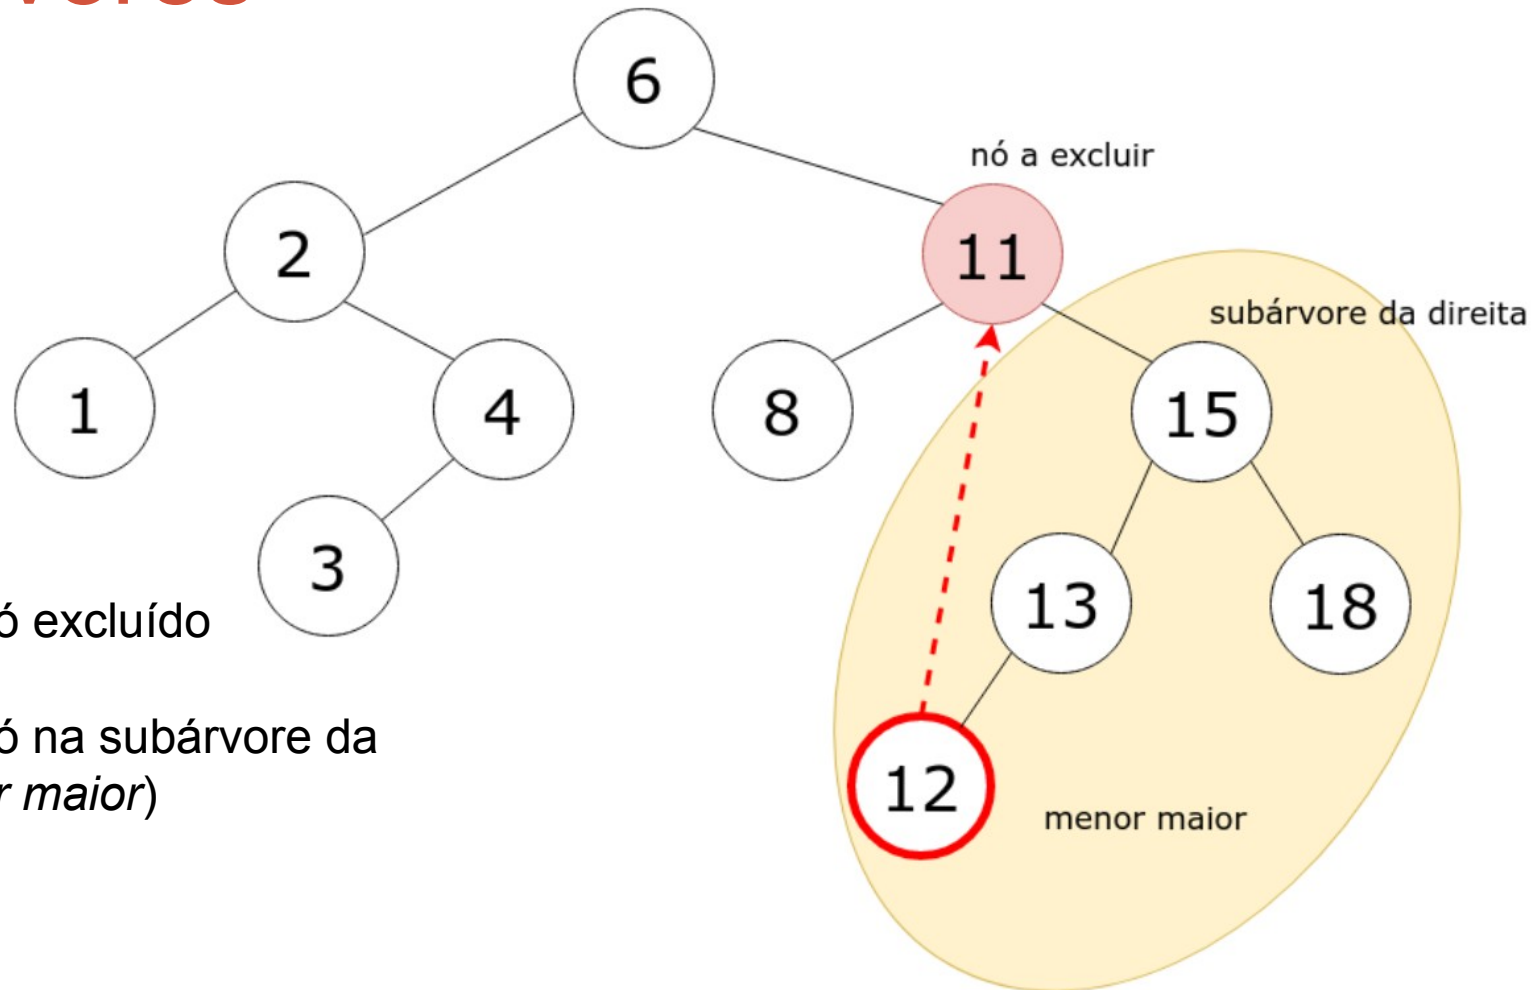 6
nó a excluir
2
11
subárvore da direita
1
4
8
15
3
13
18
ó excluído
ó na subárvore da
r maior)
12
menor maior